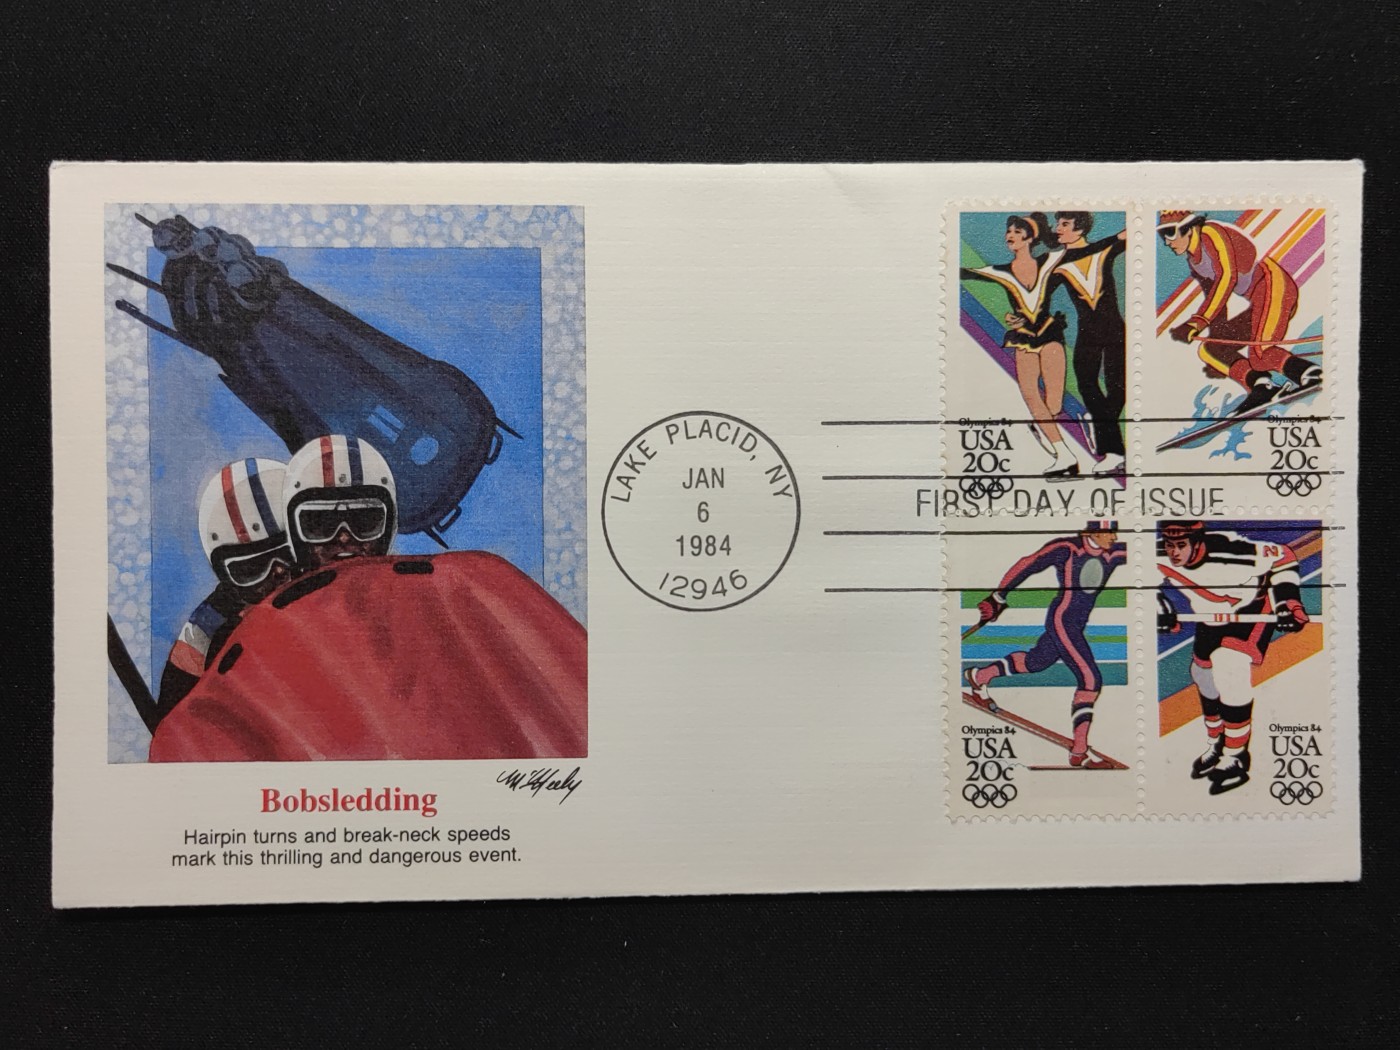 LAKE PLACID, NY
JAN
6
1984
12946
FIRST DAY OF ISSUE
Olympics 84
USA
20c
Olympics 84
USA
20c
Olympics 84
USA
20c
Olympics 84
USA
20c
Bobsledding
Hairpin turns and break-neck speeds
mark this thrilling and dangerous event.